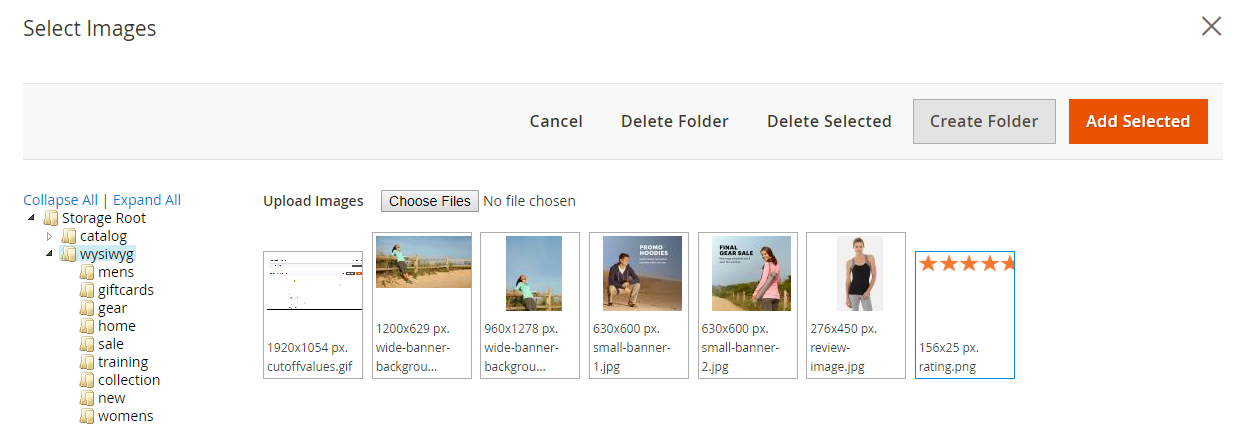 Select Images
Cancel Delete Folder Delete Selected Create Folder Add Selected
Collapse All | Expand All
Storage Root
catalog
wysiwyg
mens
giftcards
gear
home
sale
training
collection
new
womens
Upload Images Choose Files No file chosen
1920x1054 px.
cutoffvalues.gif
1200x629 px.
wide-banner-
backgrou...
960x1278 px.
wide-banner-
backgrou...
PROMO
HOODIES
630x600 px.
small-banner-
1.jpg
FINAL
GEAR SALE
630x600 px.
small-banner-
2.jpg
276x450 px.
review-
image.jpg
156x25 px.
rating.png